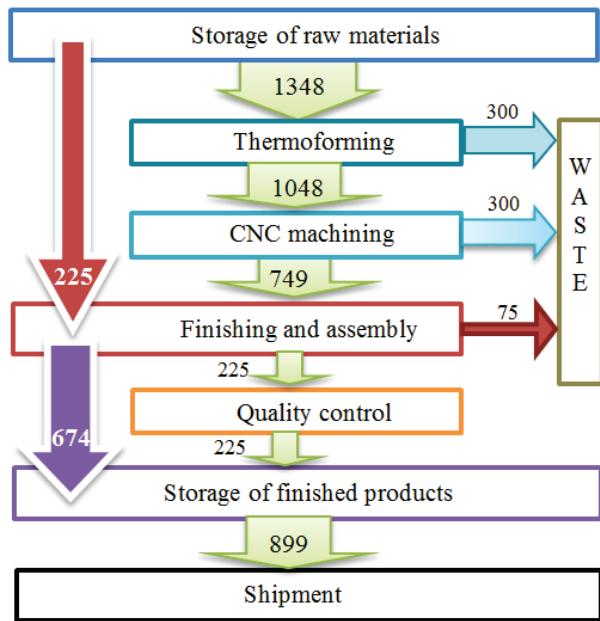 Storage of raw materials
1348
300
Thermoforming
1048
300
CNC machining
749
225
75
Finishing and assembly
225
Quality control
674
225
Storage of finished products
899
Shipment
W
A
S
T
E